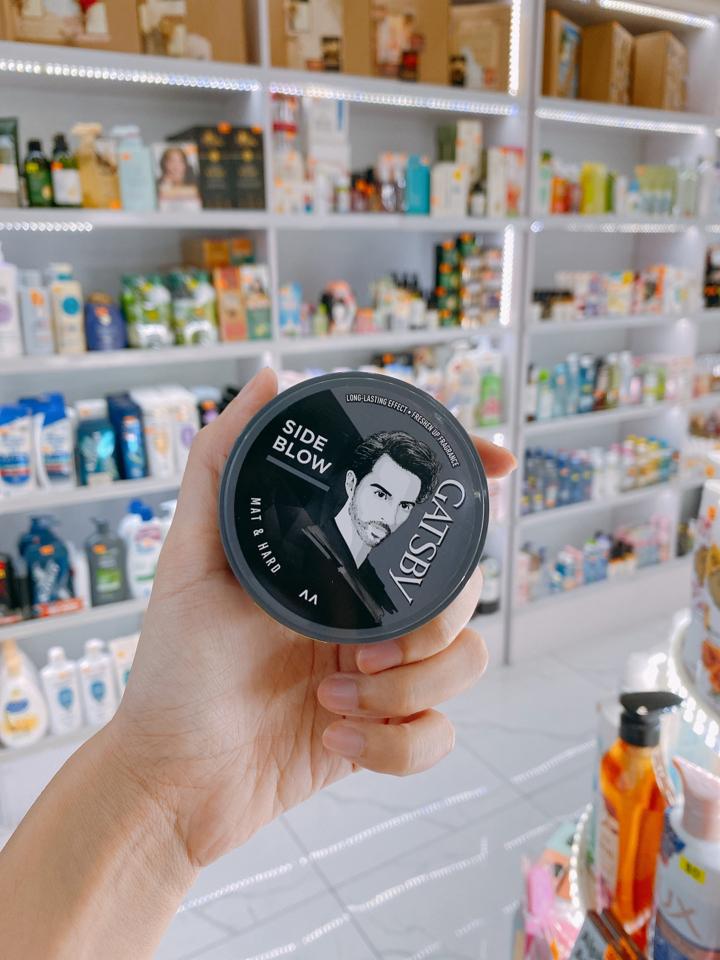 LONG-LASTING EFFECT • FRESHEN UP FRAGRANCE
SIDE
BLOW
GATSBY
MAT & HARD